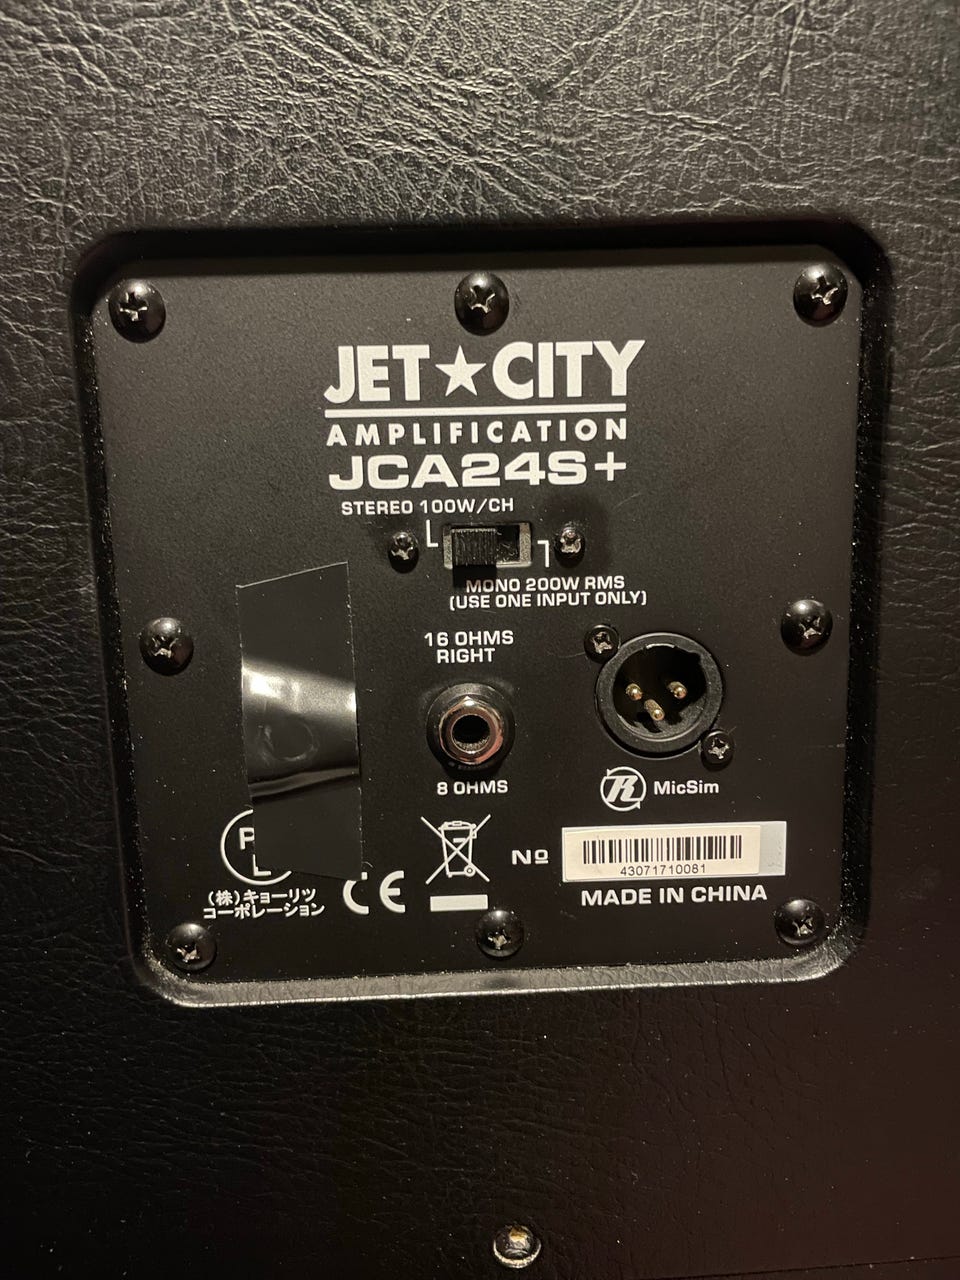 JET★CITY
AMPLIFICATION
JCA24S+
STEREO 100W/CH
MONO 200W RMS
(USE ONE INPUT ONLY)
16 OHMS
RIGHT
8 OHMS
R MicSim
P
L
(株)キョーリツ
コーポレーション
CE
Nº
43071710081
MADE IN CHINA